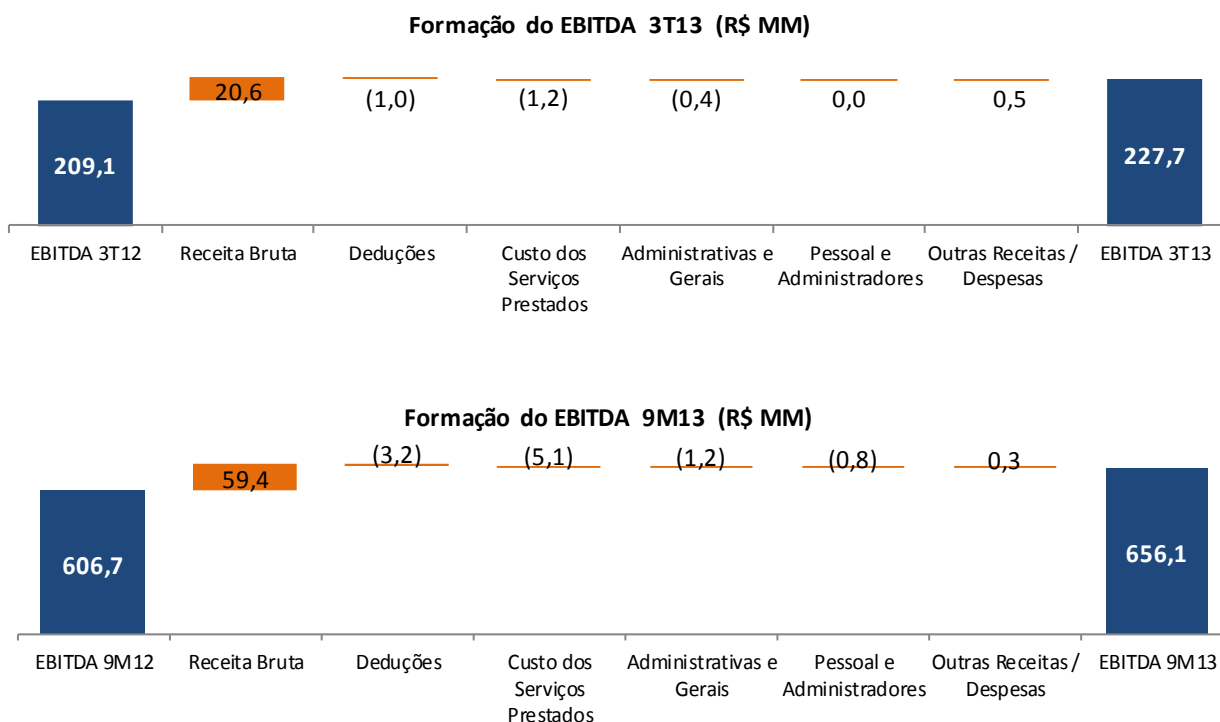 Formação do EBITDA 3T13 (R$ MM)
20,6
(1,0)
(1,2)
(0,4)
0,0
0,5
209,1
227,7
EBITDA 3T12
Receita Bruta
Deduções
Custo dos
Serviços
Prestados
Administrativas e
Gerais
Pessoal e
Administradores
Outras Receitas /
Despesas
EBITDA 3T13
Formação do EBITDA 9M13 (R$ MM)
59,4
(3,2)
(5,1)
(1,2)
(0,8)
0,3
606,7
656,1
EBITDA 9M12
Receita Bruta
Deduções
Custo dos
Serviços
Prestados
Administrativas e
Gerais
Pessoal e
Administradores
Outras Receitas /
Despesas
EBITDA 9M13